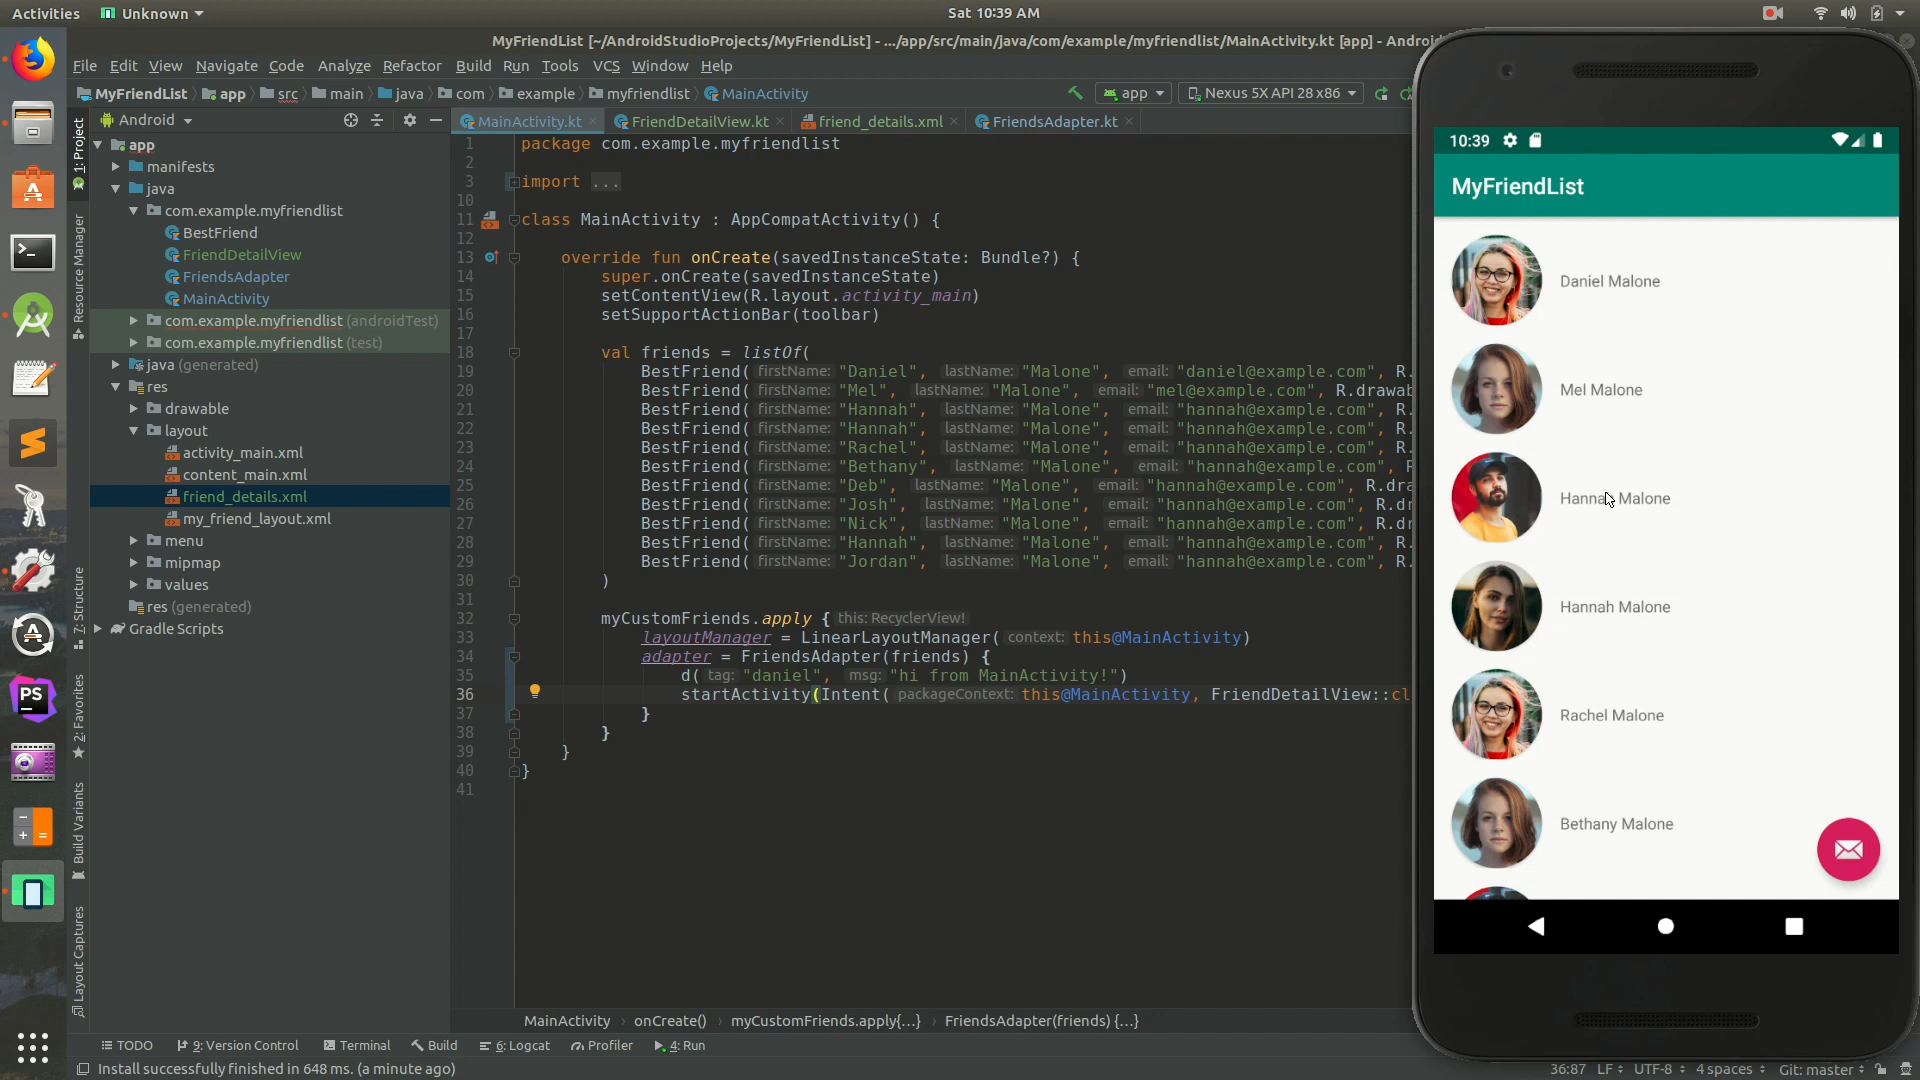 Activities
Unknown
Sat 10:39 AM
MyFriendList [~/AndroidStudioProjects/MyFriendList] - .../app/src/main/java/com/example/myfriendlist/MainActivity.kt [app] - Androi
File Edit View Navigate Code Analyze Refactor Build Run Tools VCS Window Help
MyFriendList app src main java com example myfriendlist MainActivity
app Nexus 5X API 28 x86
Android
MainActivity.kt FriendDetailView.kt friend_details.xml FriendsAdapter.kt
1: Project
Resource Manager
7: Structure
2: Favorites
Build Variants
Layout Captures
app
manifests
java
com.example.myfriendlist
BestFriend
FriendDetailView
FriendsAdapter
MainActivity
com.example.myfriendlist (androidTest)
com.example.myfriendlist (test)
java (generated)
res
drawable
layout
activity_main.xml
content_main.xml
friend_details.xml
my_friend_layout.xml
menu
mipmap
values
res (generated)
Gradle Scripts
PS
1 package com.example.myfriendlist
2
3 import ...
10
11 class MainActivity : AppCompatActivity() {
12
13 override fun onCreate(savedInstanceState: Bundle?) {
14 super.onCreate(savedInstanceState)
15 setContentView(R.layout.activity_main)
16 setSupportActionBar(toolbar)
17
18 val friends = listOf(
19 BestFriend( firstName: "Daniel", lastName: "Malone", email: "daniel@example.com", R.
20 BestFriend( firstName: "Mel", lastName: "Malone", email: "mel@example.com", R.drawab
21 BestFriend( firstName: "Hannah", lastName: "Malone", email: "hannah@example.com", R.
22 BestFriend( firstName: "Hannah", lastName: "Malone", email: "hannah@example.com", R.
23 BestFriend( firstName: "Rachel", lastName: "Malone", email: "hannah@example.com", R.
24 BestFriend( firstName: "Bethany", lastName: "Malone", email: "hannah@example.com", R
25 BestFriend( firstName: "Deb", lastName: "Malone", email: "hannah@example.com", R.dra
26 BestFriend( firstName: "Josh", lastName: "Malone", email: "hannah@example.com", R.dr
27 BestFriend( firstName: "Nick", lastName: "Malone", email: "hannah@example.com", R.dr
28 BestFriend( firstName: "Hannah", lastName: "Malone", email: "hannah@example.com", R.
29 BestFriend( firstName: "Jordan", lastName: "Malone", email: "hannah@example.com", R.
30 )
31
32 myCustomFriends.apply { this: RecyclerView!
33 layoutManager = LinearLayoutManager( context: this@MainActivity)
34 adapter = FriendsAdapter(friends) {
35 d( tag: "daniel", msg: "hi from MainActivity!")
36 startActivity(Intent( packageContext: this@MainActivity, FriendDetailView::cl
37 }
38 }
39 }
40 }
41
MainActivity › onCreate() › myCustomFriends.apply{...} › FriendsAdapter(friends) {...}
TODO 9: Version Control Terminal Build 6: Logcat Profiler 4: Run
Install successfully finished in 648 ms. (a minute ago)
36:87 LF UTF-8 4 spaces Git: master
10:39
MyFriendList
Daniel Malone
Mel Malone
Hannah Malone
Hannah Malone
Rachel Malone
Bethany Malone